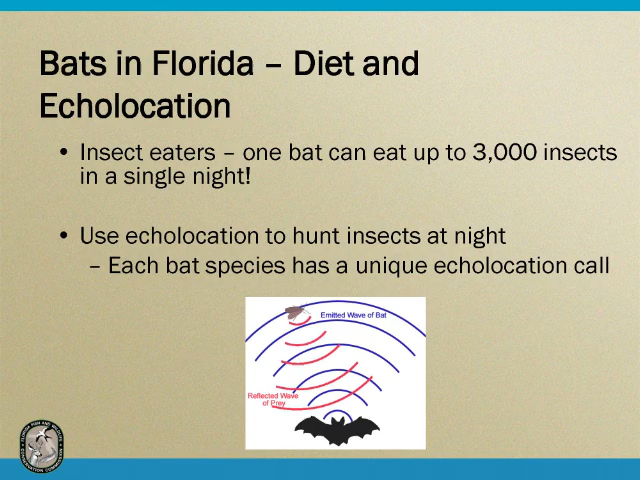 Bats in Florida – Diet and
Echolocation
• Insect eaters – one bat can eat up to 3,000 insects
in a single night!
• Use echolocation to hunt insects at night
– Each bat species has a unique echolocation call
Emitted Wave of Bat
Reflected Wave
of Prey